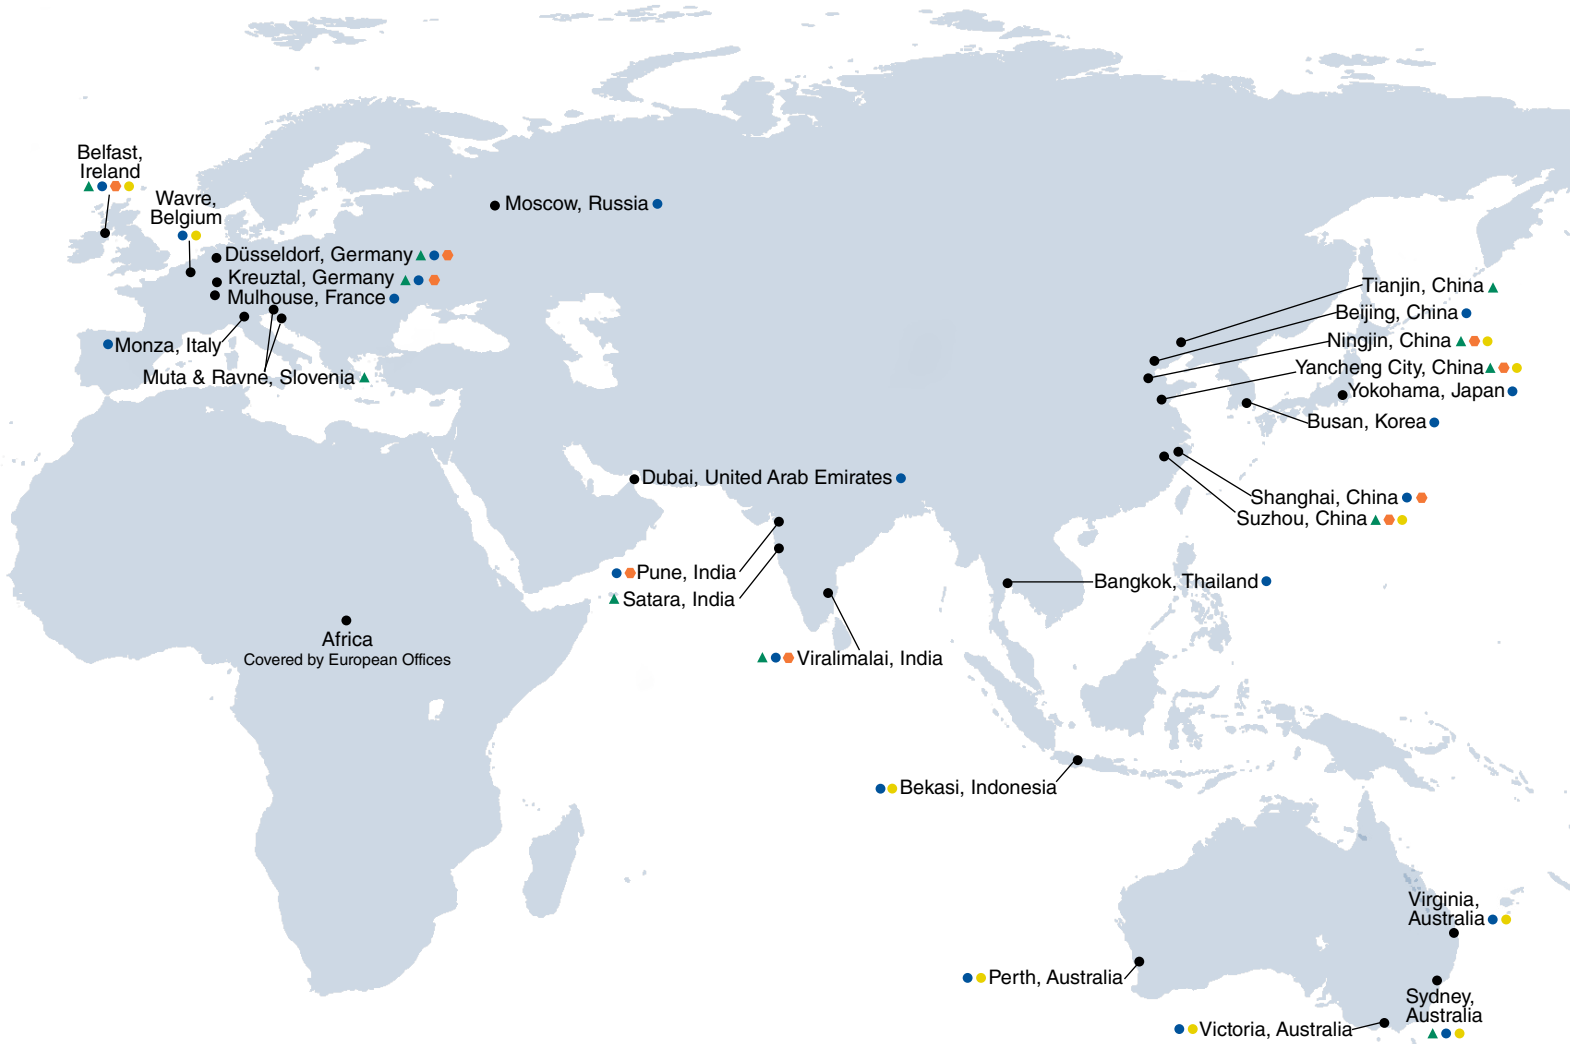 Belfast,
Ireland
Wavre,
Belgium
Moscow, Russia
Düsseldorf, Germany
Kreuztal, Germany
Mulhouse, France
Monza, Italy
Muta & Ravne, Slovenia
Tianjin, China
Beijing, China
Ningjin, China
Yancheng City, China
Yokohama, Japan
Busan, Korea
Dubai, United Arab Emirates
Shanghai, China
Suzhou, China
Pune, India
Satara, India
Bangkok, Thailand
Africa
Covered by European Offices
Viralimalai, India
Bekasi, Indonesia
Virginia,
Australia
Perth, Australia
Sydney,
Australia
Victoria, Australia